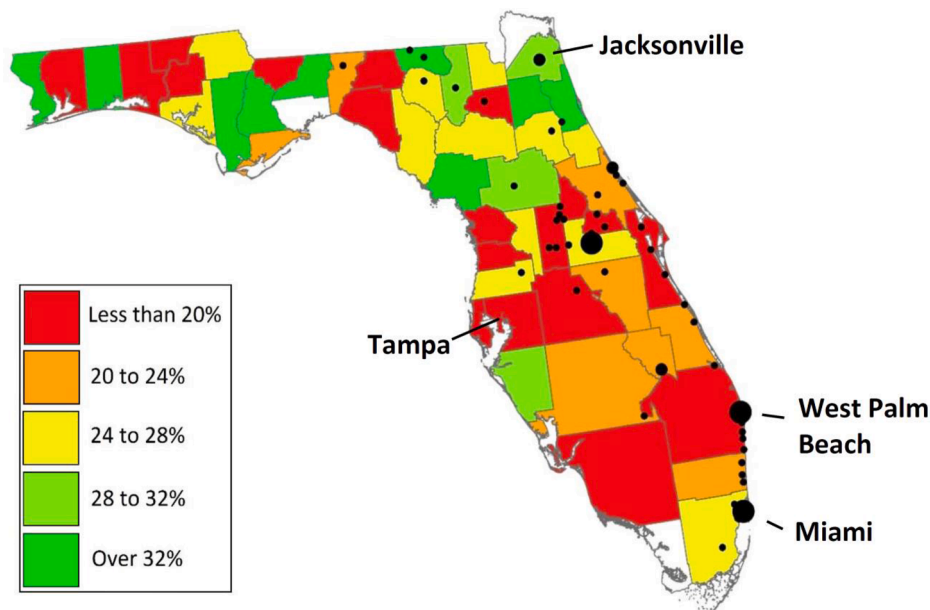 Jacksonville
Less than 20%
20 to 24%
24 to 28%
28 to 32%
Over 32%
Tampa
West Palm
Beach
Miami